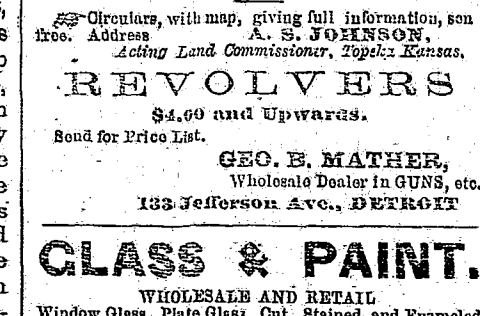 ☞Circulars, with map, giving full information, sen
free. Address A. S. JOHNSON,
Acting Land Commissioner, Topeka Kansas.
REVOLVERS
$4.00 and Upwards.
Send for Price List.
GEO. B. MATHER,
Wholesale Dealer in GUNS, etc.
133 Jefferson Ave., DETROIT
GLASS & PAINT.
WHOLESALE AND RETAIL
Window Glass, Plate Glass, Cut, Stained and Enameled